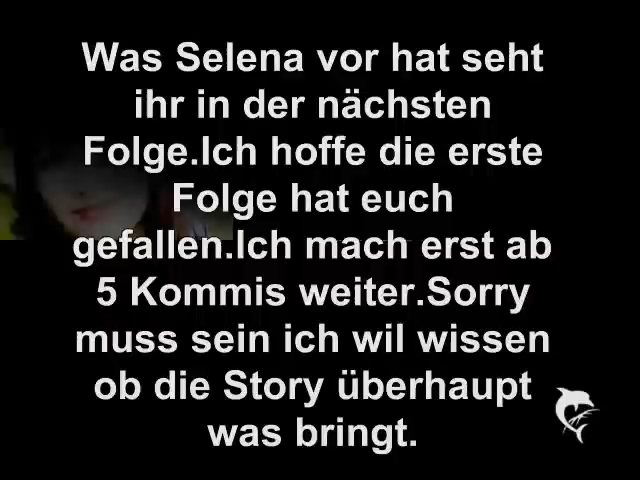 Was Selena vor hat seht
ihr in der nächsten
Folge.Ich hoffe die erste
Folge hat euch
gefallen.Ich mach erst ab
5 Kommis weiter.Sorry
muss sein ich wil wissen
ob die Story überhaupt
was bringt.